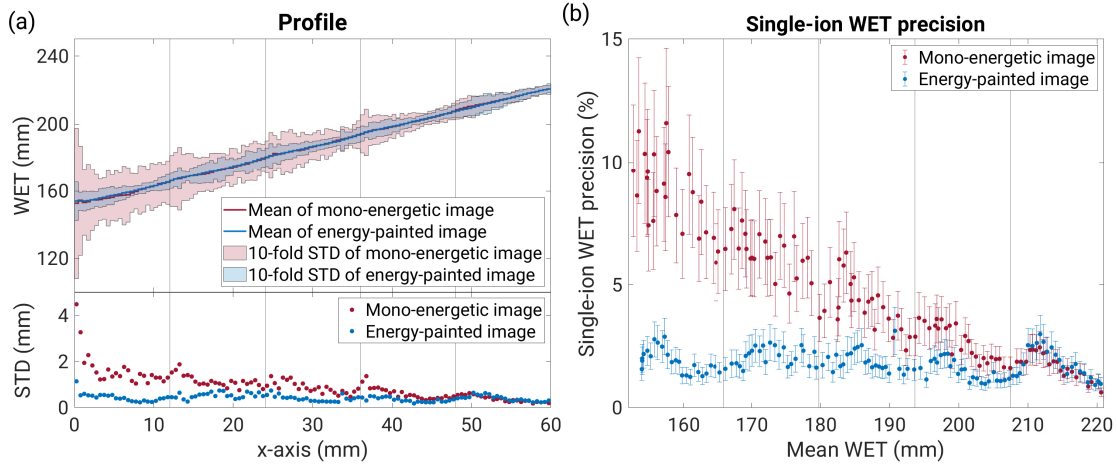 (a)
Profile
240
200
160
120
WET (mm)
Mean of mono-energetic image
Mean of energy-painted image
10-fold STD of mono-energetic image
10-fold STD of energy-painted image
4
2
0
STD (mm)
Mono-energetic image
Energy-painted image
0 10 20 30 40 50 60
x-axis (mm)
(b)
Single-ion WET precision
15
10
5
0
Single-ion WET precision (%)
Mono-energetic image
Energy-painted image
160 170 180 190 200 210 220
Mean WET (mm)